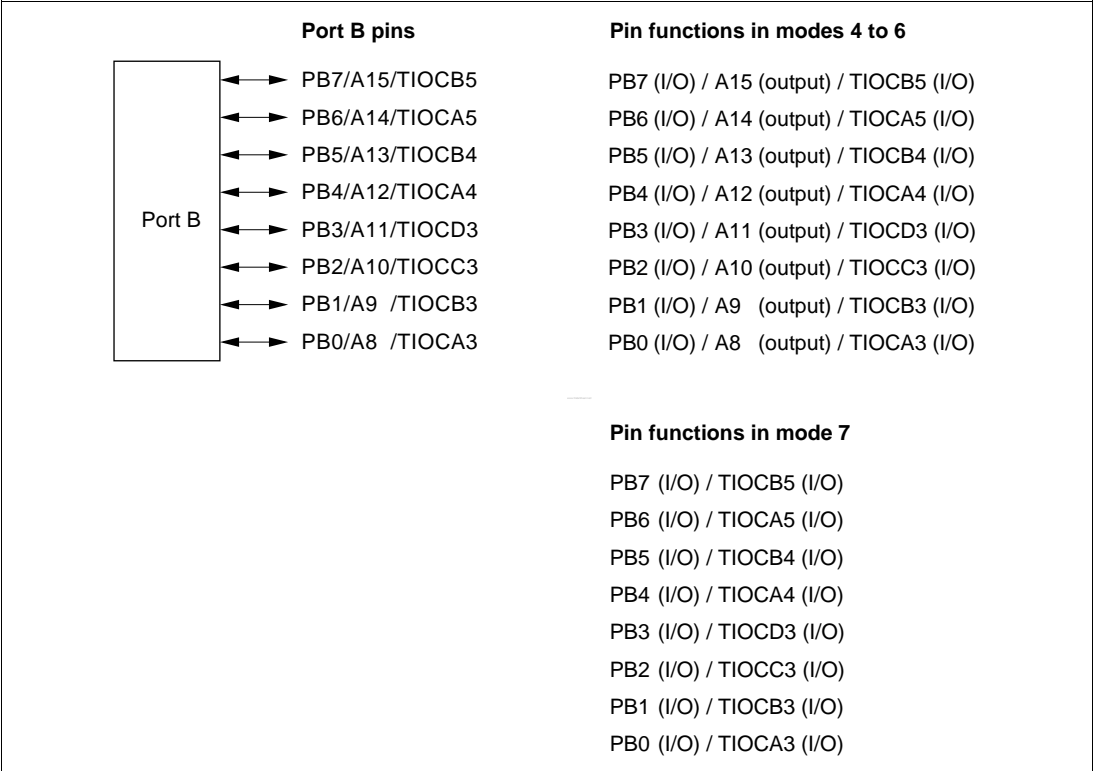 Port B pins
Pin functions in modes 4 to 6
Port B
PB7/A15/TIOCB5
PB7 (I/O) / A15 (output) / TIOCB5 (I/O)
PB6/A14/TIOCA5
PB6 (I/O) / A14 (output) / TIOCA5 (I/O)
PB5/A13/TIOCB4
PB5 (I/O) / A13 (output) / TIOCB4 (I/O)
PB4/A12/TIOCA4
PB4 (I/O) / A12 (output) / TIOCA4 (I/O)
PB3/A11/TIOCD3
PB3 (I/O) / A11 (output) / TIOCD3 (I/O)
PB2/A10/TIOCC3
PB2 (I/O) / A10 (output) / TIOCC3 (I/O)
PB1/A9 /TIOCB3
PB1 (I/O) / A9 (output) / TIOCB3 (I/O)
PB0/A8 /TIOCA3
PB0 (I/O) / A8 (output) / TIOCA3 (I/O)
Pin functions in mode 7
PB7 (I/O) / TIOCB5 (I/O)
PB6 (I/O) / TIOCA5 (I/O)
PB5 (I/O) / TIOCB4 (I/O)
PB4 (I/O) / TIOCA4 (I/O)
PB3 (I/O) / TIOCD3 (I/O)
PB2 (I/O) / TIOCC3 (I/O)
PB1 (I/O) / TIOCB3 (I/O)
PB0 (I/O) / TIOCA3 (I/O)